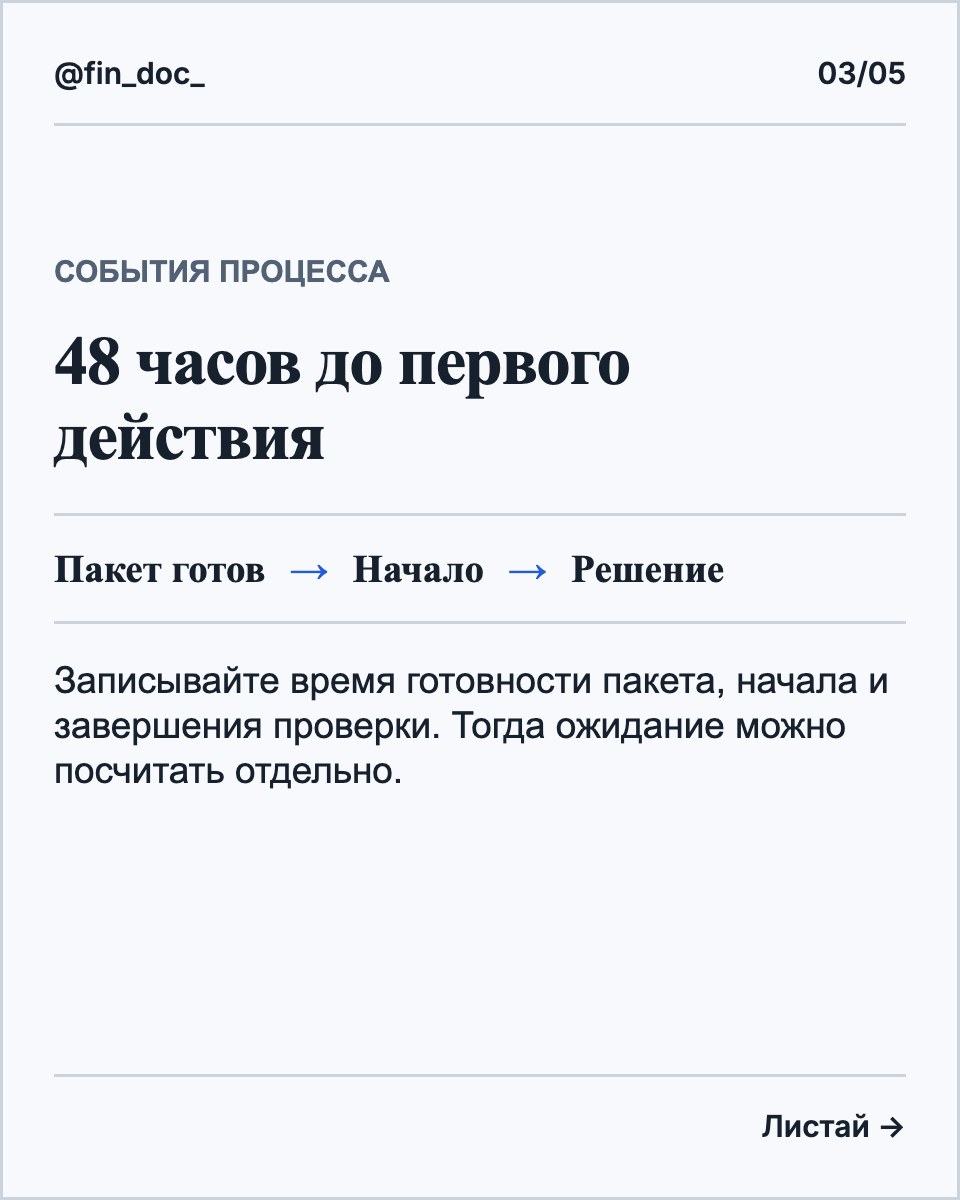 @fin_doc_
03/05
СОБЫТИЯ ПРОЦЕССА
48 часов до первого
действия
Пакет готов → Начало → Решение
Записывайте время готовности пакета, начала и
завершения проверки. Тогда ожидание можно
посчитать отдельно.
Листай →